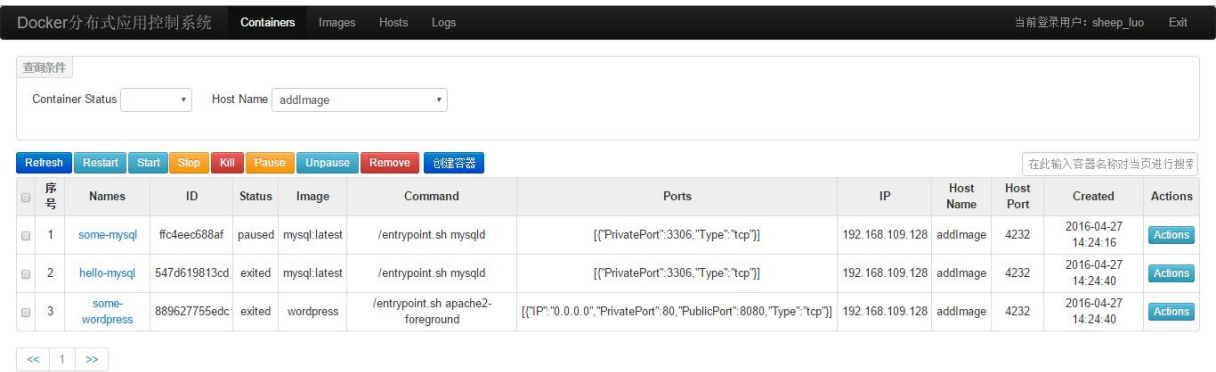 Docker分布式应用控制系统 Containers Images Hosts Logs 当前登录用户：sheep_luo Exit
查询条件
Container Status Host Name addImage
Refresh Restart Start Stop Kill Pause Unpause Remove 创建容器 在此输入容器名称对当页进行搜索
序号 Names ID Status Image Command Ports IP Host Name Host Port Created Actions
1 some-mysql ffc4eec688af paused mysql:latest /entrypoint.sh mysqld [{"PrivatePort":3306,"Type":"tcp"}] 192.168.109.128 addImage 4232 2016-04-27 14:24:16 Actions
2 hello-mysql 547d619813cd exited mysql:latest /entrypoint.sh mysqld [{"PrivatePort":3306,"Type":"tcp"}] 192.168.109.128 addImage 4232 2016-04-27 14:24:40 Actions
3 some-wordpress 889627755edc exited wordpress /entrypoint.sh apache2-foreground [{"IP":"0.0.0.0","PrivatePort":80,"PublicPort":8080,"Type":"tcp"}] 192.168.109.128 addImage 4232 2016-04-27 14:24:40 Actions
<< 1 >>